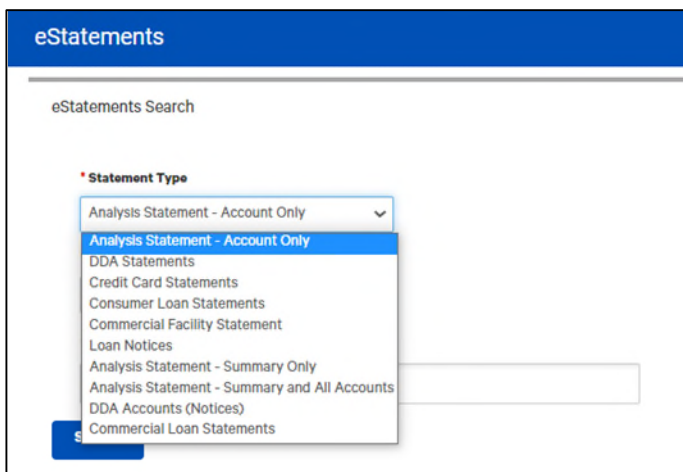 eStatements
eStatements Search
* Statement Type
Analysis Statement - Account Only
Analysis Statement - Account Only
DDA Statements
Credit Card Statements
Consumer Loan Statements
Commercial Facility Statement
Loan Notices
Analysis Statement - Summary Only
Analysis Statement - Summary and All Accounts
DDA Accounts (Notices)
Commercial Loan Statements